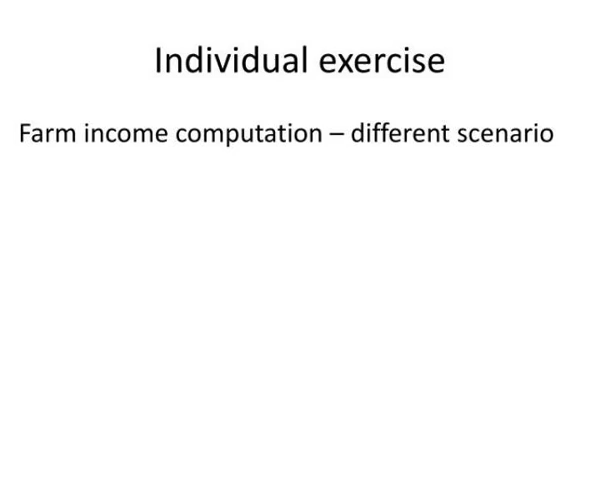 Individual exercise
Farm income computation – different scenario